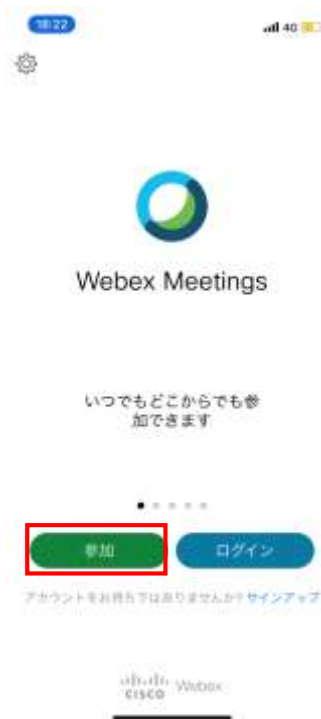 18:22
4G
Webex Meetings
いつでもどこからでも参
加できます
参加
ログイン
アカウントをお持ちではありませんか? サインアップ
cisco Webex